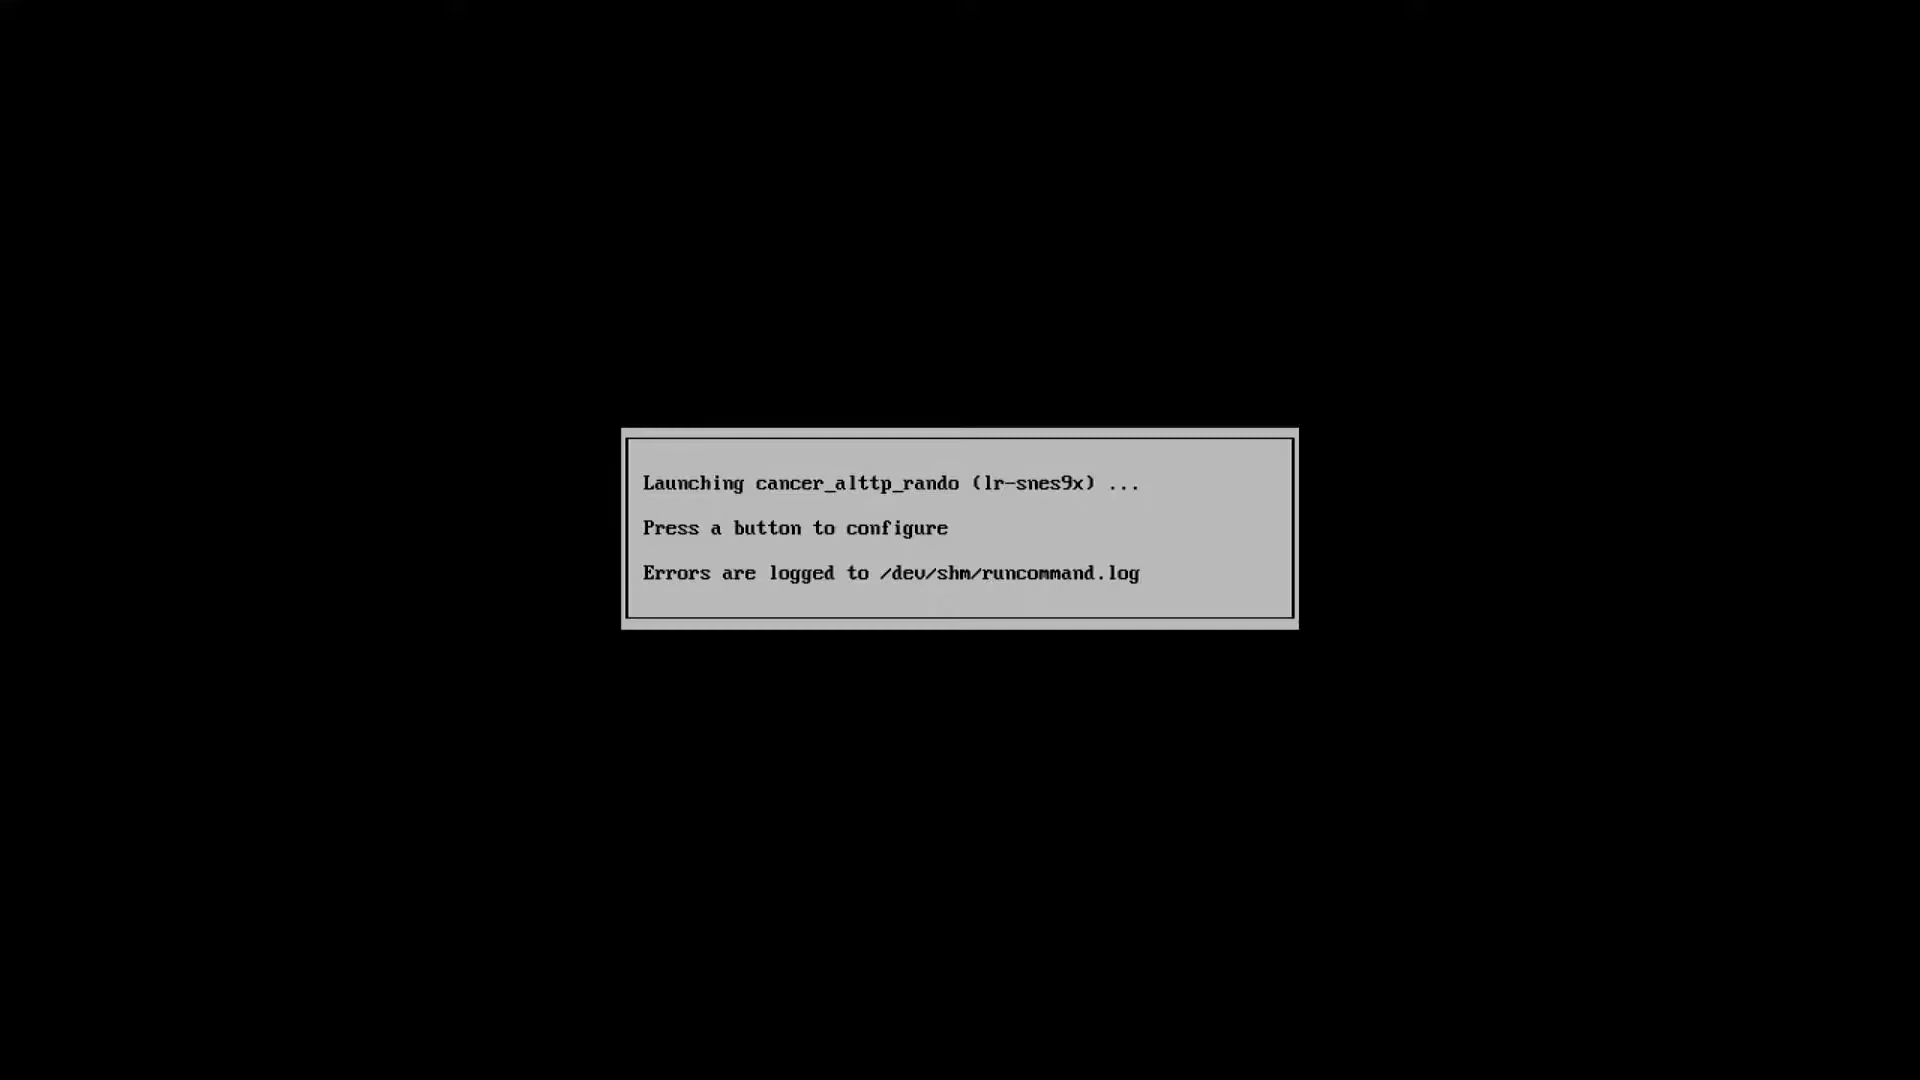 Launching cancer_alttp_rando (lr-snes9x) ...
Press a button to configure
Errors are logged to /dev/shm/runcommand.log